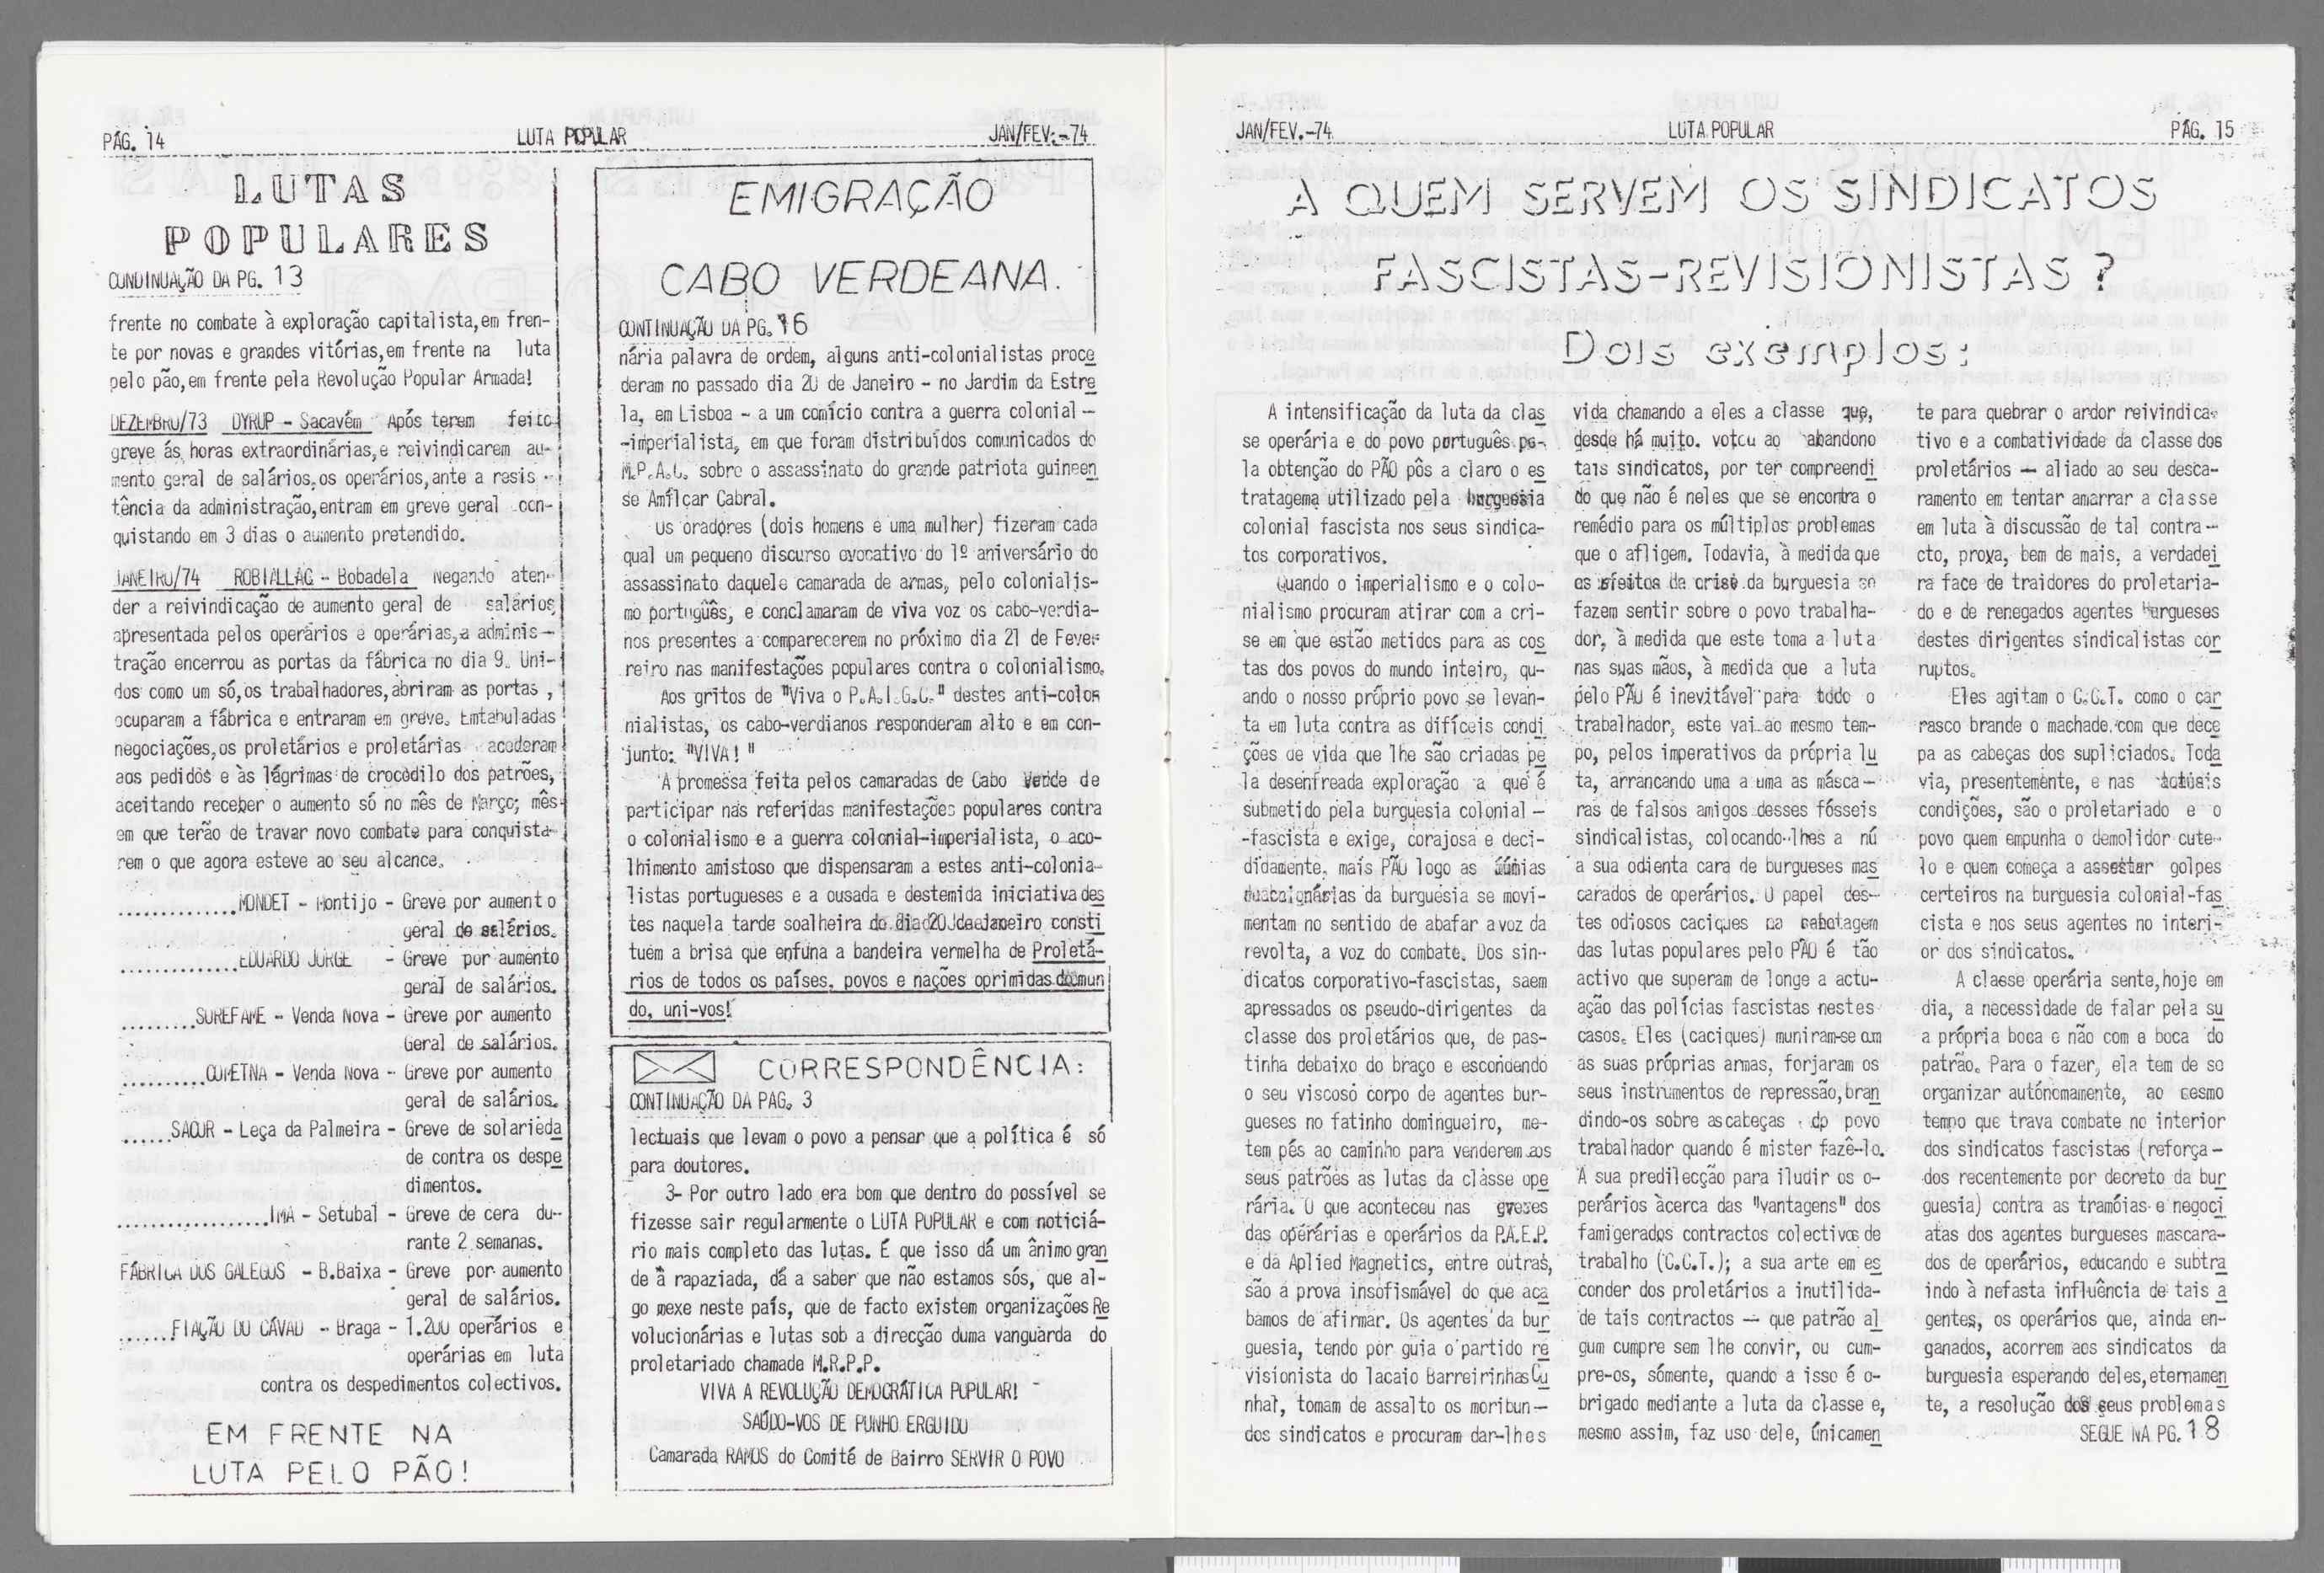 PÁG. 14
LUTA POPULAR
JAN/FEV.-74
LUTAS
POPULARES
CONDINUAÇÃO DA PG. 13
frente no combate à exploração capitalista,em fren-
te por novas e grandes vitórias,em frente na luta
pelo pão,em frente pela Revolução Popular Armada!
DEZEMBRO/73 DYRUP - Sacavém Após terem feito
greve ás horas extraordinárias,e reivindicarem au-
mento geral de salários,os operários,ante a resis-
tência da administração,entram em greve geral con-
quistando em 3 dias o aumento pretendido.
JANEIRO/74 ROBIALLAC - Bobadela Negando aten-
der a reivindicação de aumento geral de salários
apresentada pelos operários e operárias,a adminis-
tração encerrou as portas da fábrica no dia 9. Uni-
dos como um só,os trabalhadores,abriram as portas ,
ocuparam a fábrica e entraram em greve. Entabuladas
negociações,os proletários e proletárias acederam
aos pedidos e às lágrimas de crocodilo dos patrões,
aceitando receber o aumento só no mês de Março; mês
em que terão de travar novo combate para conquista-
rem o que agora esteve ao seu alcance.
..............MONDET - Montijo - Greve por aumento
geral de salários.
..............EDUARDO JORGE - Greve por aumento
geral de salários.
.........SOREFAME - Venda Nova - Greve por aumento
Geral de salários.
..........COMETNA - Venda Nova - Greve por aumento
geral de salários.
......SACOR - Leça da Palmeira - Greve de solarieda
de contra os despe
dimentos.
..................IMA - Setubal - Greve de cera du-
rante 2 semanas.
FÁBRICA DOS GALEGOS - B.Baixa - Greve por aumento
geral de salários.
.......FIAÇÃO DO CÁVADO - Braga - 1.200 operários e
operárias em luta
contra os despedimentos colectivos.
EM FRENTE NA
LUTA PELO PÃO!
EMIGRAÇÃO
CABO VERDEANA.
CONTINUAÇÃO DA PG. 16
nária palavra de ordem, alguns anti-colonialistas proce
deram no passado dia 20 de Janeiro - no Jardim da Estre
la, em Lisboa - a um comício contra a guerra colonial -
-imperialista, em que foram distribuídos comunicados do
M.P.A.C. sobre o assassinato do grande patriota guineen
se Amílcar Cabral.
Os oradores (dois homens e uma mulher) fizeram cada
qual um pequeno discurso evocativo do 1º aniversário do
assassinato daquele camarada de armas, pelo colonialis-
mo português, e conclamaram de viva voz os cabo-verdia-
nos presentes a comparecerem no próximo dia 21 de Feve-
reiro nas manifestações populares contra o colonialismo.
Aos gritos de "Viva o P.A.I.G.C." destes anti-colon
nialistas, os cabo-verdianos responderam alto e em con-
junto: "VIVA!"
A promessa feita pelos camaradas de Cabo Verde de
participar nas referidas manifestações populares contra
o colonialismo e a guerra colonial-imperialista, o aco-
lhimento amistoso que dispensaram a estes anti-colonia-
listas portugueses e a ousada e destemida iniciativa des
tes naquela tarde soalheira do dia 20 de Janeiro consti
tuem a brisa que enfuna a bandeira vermelha de Proletá-
rios de todos os países, povos e nações oprimidas domun
do, uni-vos!
CORRESPONDÊNCIA:
CONTINUAÇÃO DA PAG. 3
lectuais que levam o povo a pensar que a política é só
para doutores.
3- Por outro lado era bom que dentro do possível se
fizesse sair regularmente o LUTA POPULAR e com noticiá-
rio mais completo das lutas. É que isso dá um ânimo gran
de à rapaziada, dá a saber que não estamos sós, que al-
go mexe neste país, que de facto existem organizações Re
volucionárias e lutas sob a direcção duma vanguarda do
proletariado chamada M.R.P.P.
VIVA A REVOLUÇÃO DEMOCRÁTICA POPULAR!
SAÚDO-VOS DE PUNHO ERGUIDO
Camarada RAMOS do Comité de Bairro SERVIR O POVO
JAN/FEV.-74
LUTA POPULAR
PÁG. 15
A QUEM SERVEM OS SINDICATOS
FASCISTAS-REVISIONISTAS?
Dois exemplos:
A intensificação da luta da clas
se operária e do povo português pe-
la obtenção do PÃO pôs a claro o es
tratagema utilizado pela burguesia
colonial fascista nos seus sindica-
tos corporativos.
Quando o imperialismo e o colo-
nialismo procuram atirar com a cri-
se em que estão metidos para as cos
tas dos povos do mundo inteiro, qu-
ando o nosso próprio povo se levan-
ta em luta contra as difíceis condi
ções de vida que lhe são criadas pe
la desenfreada exploração a que é
submetido pela burguesia colonial -
-fascista e exige, corajosa e deci-
didamente, mais PÃO logo as
da burguesia se movi-
mentam no sentido de abafar a voz da
revolta, a voz do combate. Dos sin-
dicatos corporativo-fascistas, saem
apressados os pseudo-dirigentes da
classe dos proletários que, de pas-
tinha debaixo do braço e escondendo
o seu viscoso corpo de agentes bur-
gueses no fatinho domingueiro, me-
tem pés ao caminho para venderem aos
seus patrões as lutas da classe ope
rária. O que aconteceu nas greves
das operárias e operários da P.A.E.P.
e da Aplied Magnetics, entre outras,
são a prova insofismável do que aca
bamos de afirmar. Os agentes da bur
guesia, tendo por guia o partido re
visionista do lacaio Barreirinhas Cu
nhal, tomam de assalto os moribun-
dos sindicatos e procuram dar-lhes
vida chamando a eles a classe que,
desde há muito. votou ao abandono
tais sindicatos, por ter compreendi
do que não é neles que se encontra o
remédio para os múltiplos problemas
que o afligem. Todavia, à medida que
os efeitos da crise da burguesia se
fazem sentir sobre o povo trabalha-
dor, à medida que este toma a luta
nas suas mãos, à medida que a luta
pelo PÃO é inevitável para todo o
trabalhador, este vai ao mesmo tem-
po, pelos imperativos da própria lu
ta, arrancando uma a uma as másca-
ras de falsos amigos desses fósseis
sindicalistas, colocando-lhes a nú
a sua odienta cara de burgueses mas
carados de operários. O papel des-
tes odiosos caciques na sabotagem
das lutas populares pelo PÃO é tão
activo que superam de longe a actu-
ação das polícias fascistas nestes
casos. Eles (caciques) muniram-se com
as suas próprias armas, forjaram os
seus instrumentos de repressão,bran
dindo-os sobre as cabeças do povo
trabalhador quando é mister fazê-lo.
A sua predilecção para iludir os o-
perários àcerca das "vantagens" dos
famigerados contractos colectivos de
trabalho (C.C.T.); a sua arte em es
conder dos proletários a inutilida-
de tais contractos — que patrão al
gum cumpre sem lhe convir, ou cum-
pre-os, sómente, quando a isso é o-
brigado mediante a luta da classe e,
mesmo assim, faz uso dele, únicamen
te para quebrar o ardor reivindica-
tivo e a combatividade da classe dos
proletários — aliado ao seu desca-
ramento em tentar amarrar a classe
em luta à discussão de tal contra-
cto, prova, bem de mais, a verdadei
ra face de traidores do proletaria-
do e de renegados agentes burgueses
destes dirigentes sindicalistas cor
ruptos.
Eles agitam o C.C.T. como o car
rasco brande o machado com que dece
pa as cabeças dos supliciados. Toda
via, presentemente, e nas actuais
condições, são o proletariado e o
povo quem empunha o demolidor cute-
lo e quem começa a assestar golpes
certeiros na burguesia colonial-fas
cista e nos seus agentes no interi-
or dos sindicatos.
A classe operária sente,hoje em
dia, a necessidade de falar pela su
a própria boca e não com a boca do
patrão. Para o fazer, ela tem de se
organizar autónomamente, ao mesmo
tempo que trava combate no interior
dos sindicatos fascistas (reforça-
dos recentemente por decreto da bur
guesia) contra as tramóias e negoci
atas dos agentes burgueses mascara-
dos de operários, educando e subtra
indo à nefasta influência de tais a
gentes, os operários que, ainda en-
ganados, acorrem aos sindicatos da
burguesia esperando deles,eternamen
te, a resolução dos seus problemas
SEGUE NA PG. 18